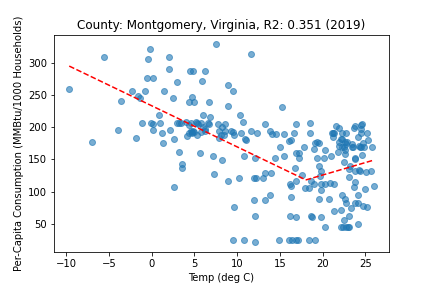 County: Montgomery, Virginia, R2: 0.351 (2019)
Per-Capita Consumption (MMBtu/1000 Households)
300
250
200
150
100
50
−10 −5 0 5 10 15 20 25
Temp (deg C)